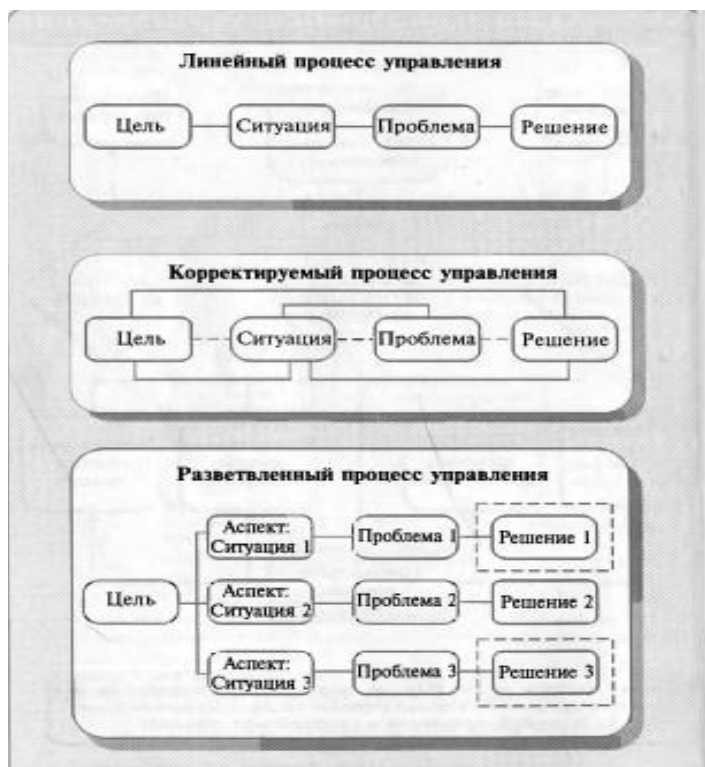 Линейный процесс управления
Цель
Ситуация
Проблема
Решение
Корректируемый процесс управления
Цель
Ситуация
Проблема
Решение
Разветвленный процесс управления
Цель
Аспект:
Ситуация 1
Проблема 1
Решение 1
Аспект:
Ситуация 2
Проблема 2
Решение 2
Аспект:
Ситуация 3
Проблема 3
Решение 3